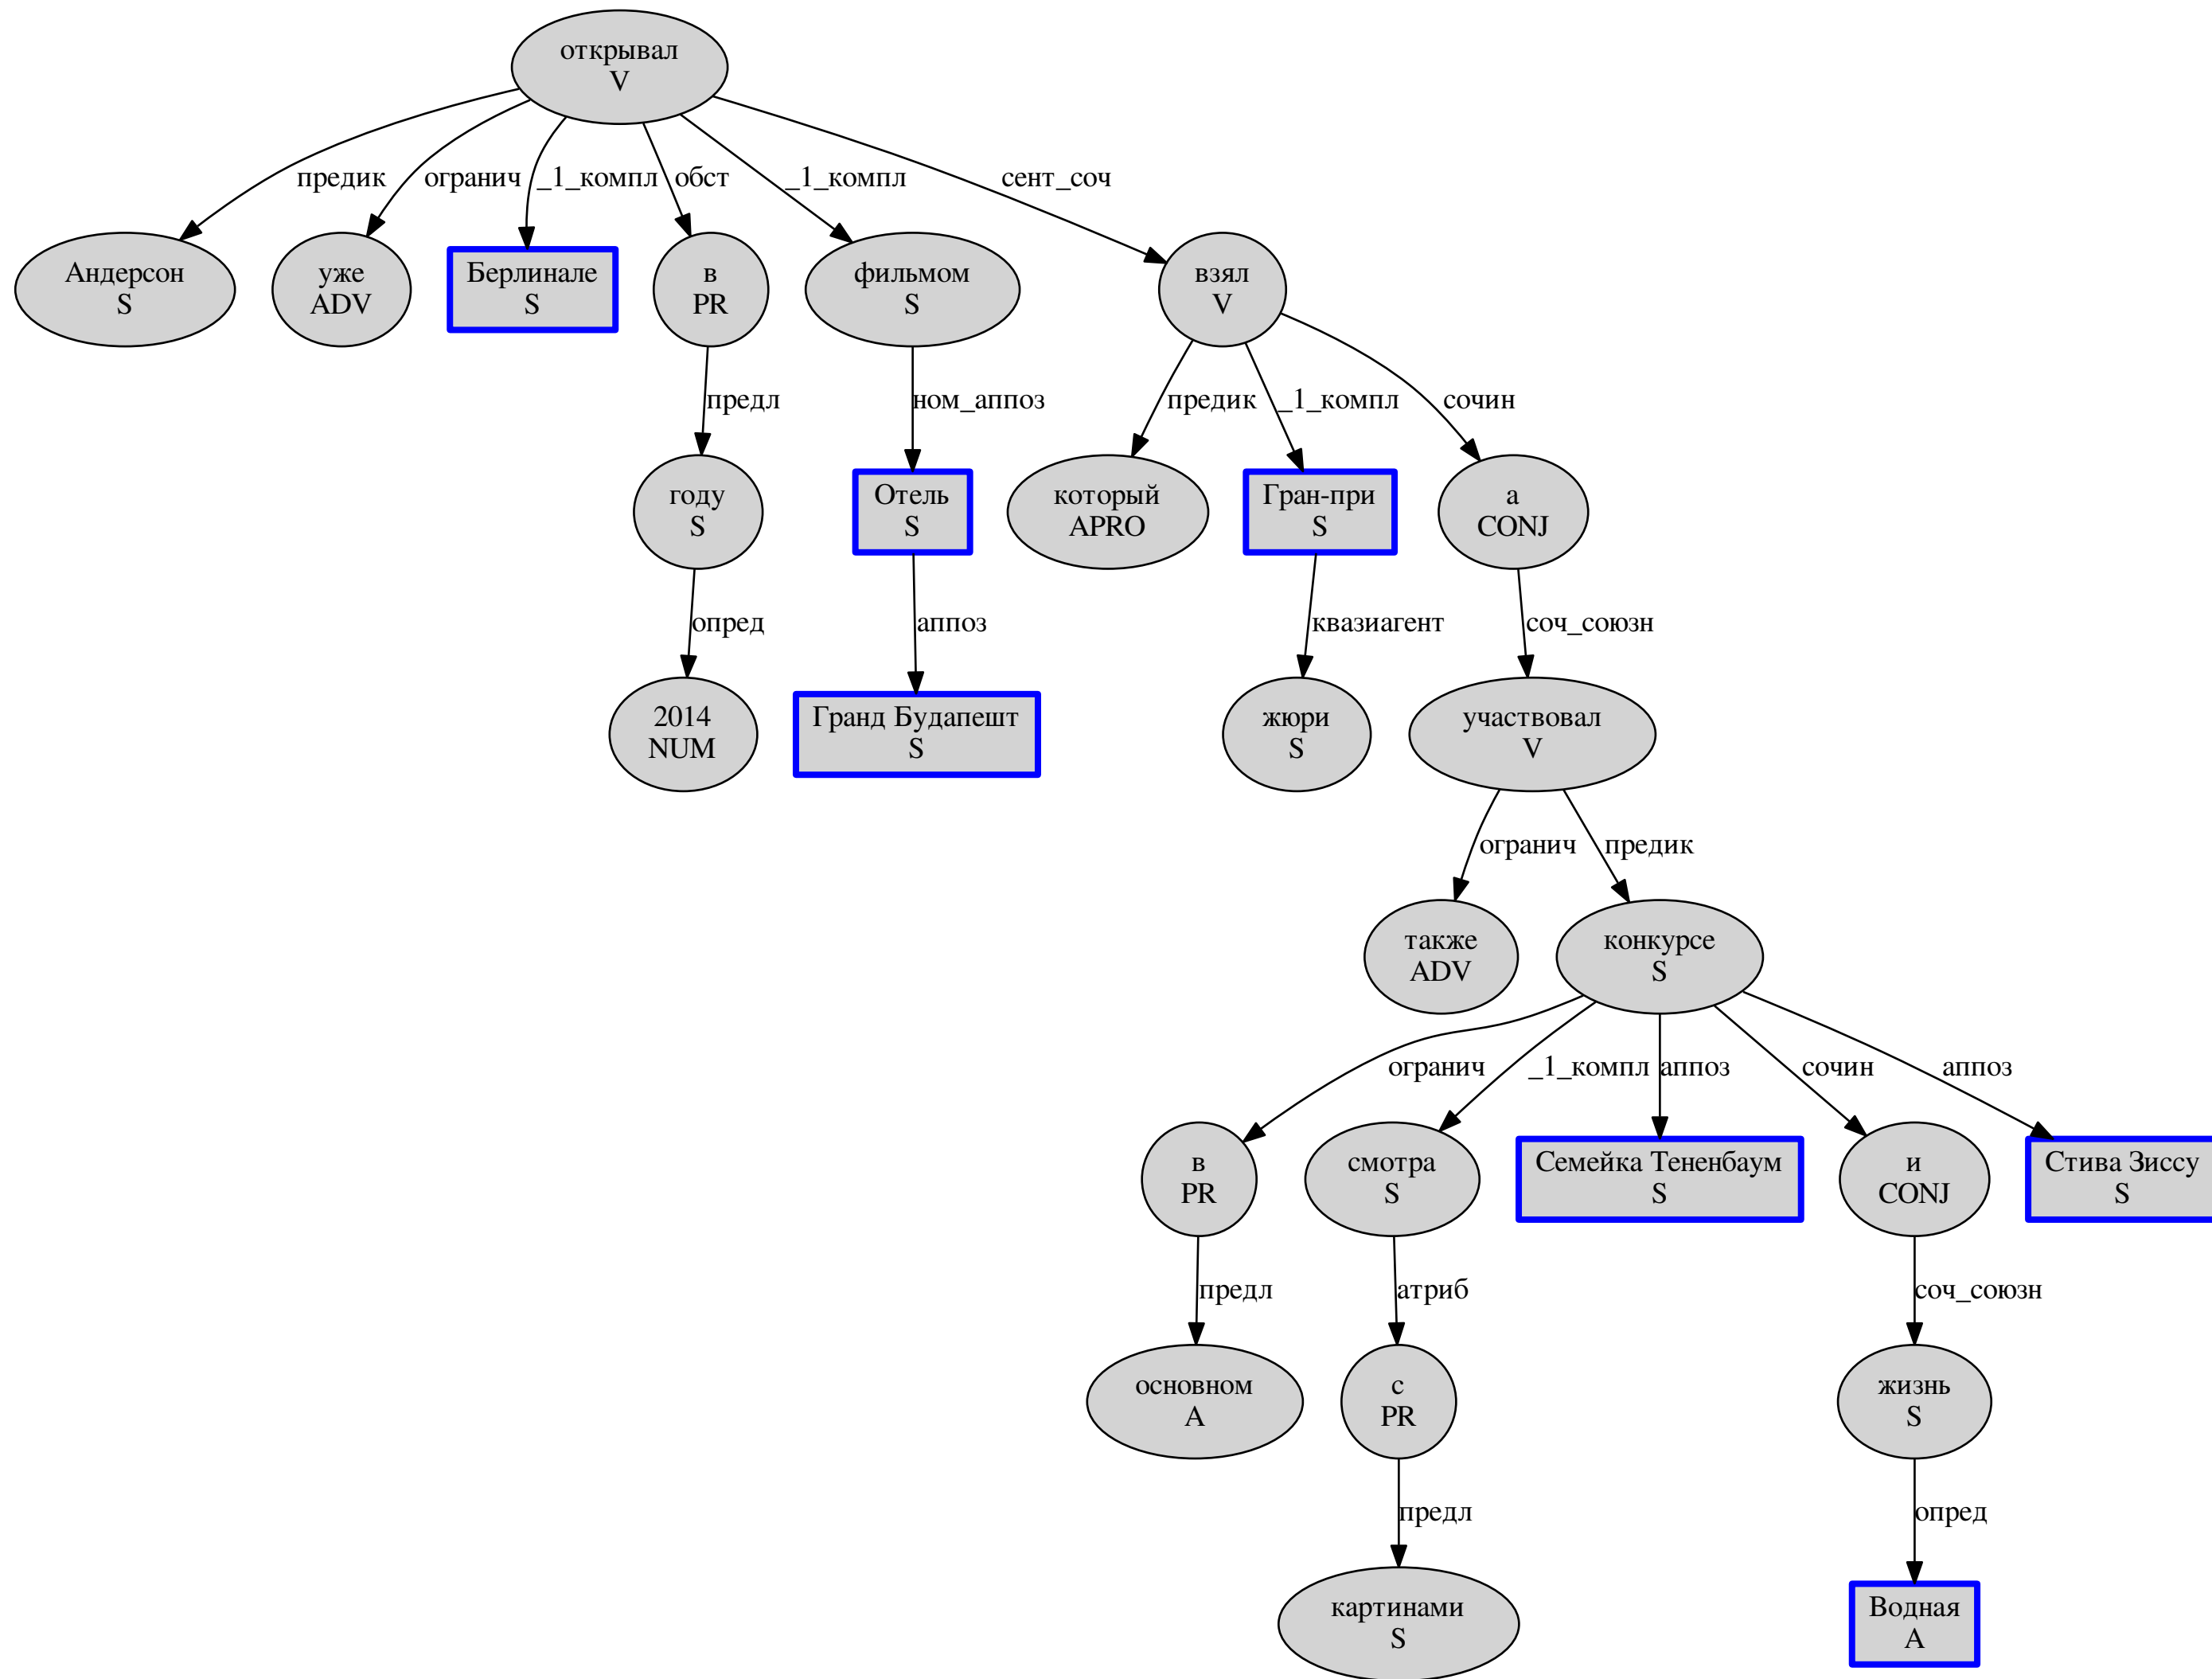 открывал
V
предик
огранич
_1_компл
обст
_1_компл
сент_соч
Андерсон
S
уже
ADV
Берлинале
S
в
PR
фильмом
S
взял
V
предл
ном_аппоз
предик
_1_компл
сочин
году
S
Отель
S
который
APRO
Гран-при
S
а
CONJ
опред
аппоз
квазиагент
соч_союзн
2014
NUM
Гранд Будапешт
S
жюри
S
участвовал
V
огранич
предик
также
ADV
конкурсе
S
огранич
_1_компл
аппоз
сочин
аппоз
в
PR
смотра
S
Семейка Тененбаум
S
и
CONJ
Стива Зиссу
S
предл
атриб
соч_союзн
основном
A
с
PR
жизнь
S
предл
опред
картинами
S
Водная
A